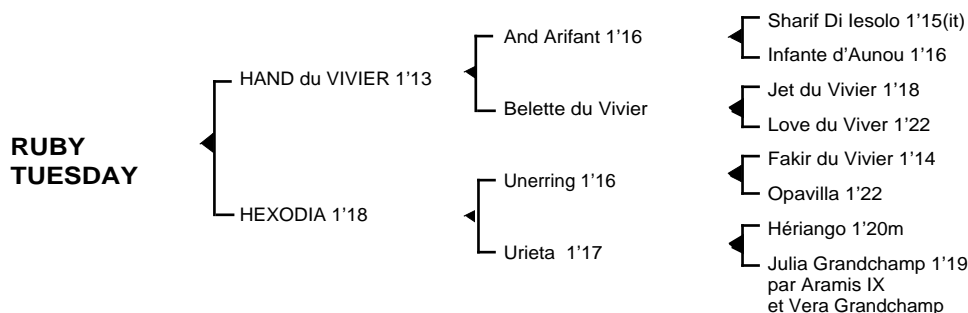 RUBY
TUESDAY
HAND du VIVIER 1’13
HEXODIA 1’18
And Arifant 1’16
Belette du Vivier
Unerring 1’16
Urieta 1’17
Sharif Di Iesolo 1’15(it)
Infante d’Aunou 1’16
Jet du Vivier 1’18
Love du Viver 1’22
Fakir du Vivier 1’14
Opavilla 1’22
Hériango 1’20m
Julia Grandchamp 1’19
par Aramis IX
et Vera Grandchamp